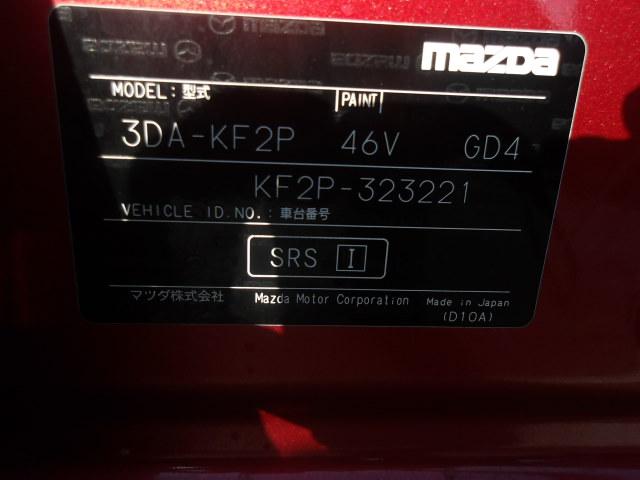 mazda
MODEL: 型式
PAINT
3DA-KF2P 46V GD4
KF2P-323221
VEHICLE ID.NO.: 車台番号
SRS I
マツダ株式会社 Mazda Motor Corporation Made in Japan
(D10A)